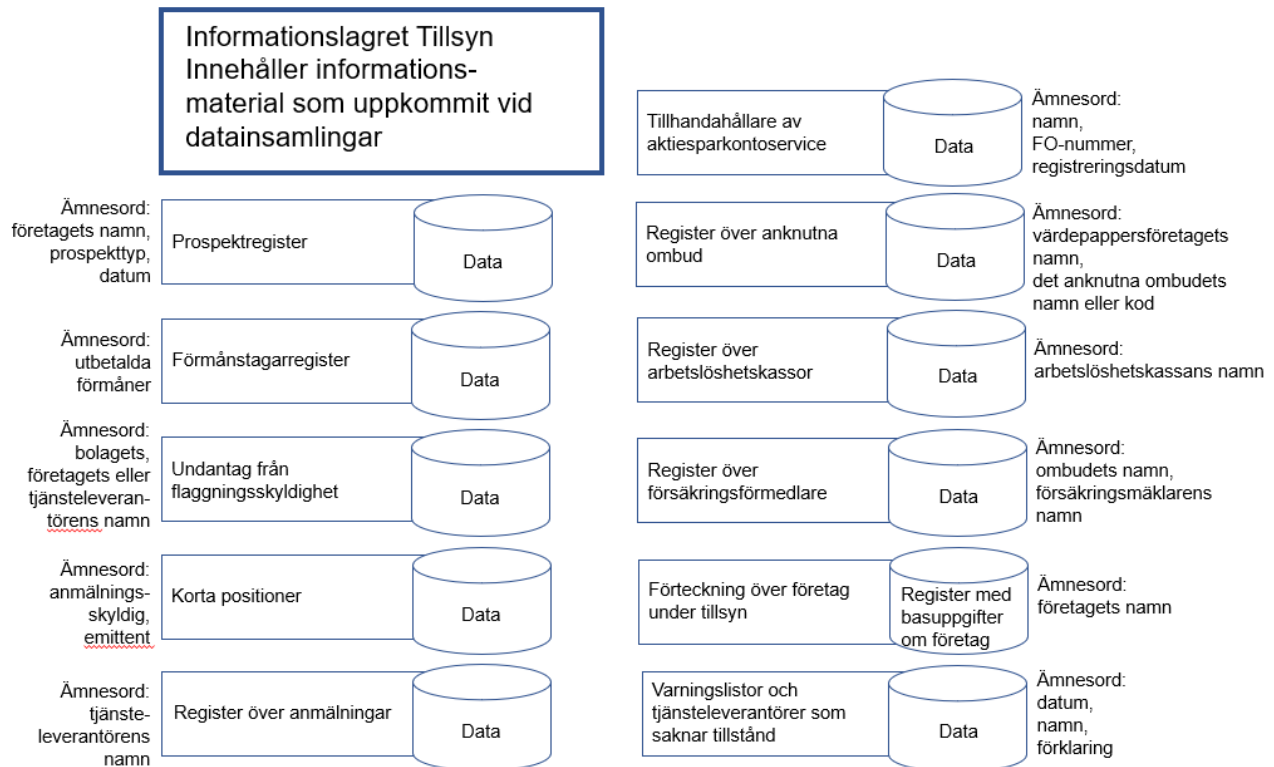 Informationslagret Tillsyn
Innehåller informations-
material som uppkommit vid
datainsamlingar
Ämnesord:
företagets namn,
prospekttyp,
datum
Prospektregister
Data
Ämnesord:
utbetalda
förmåner
Förmånstagarregister
Data
Ämnesord:
bolagets,
företagets eller
tjänsteleveran-
törens namn
Undantag från
flaggningsskyldighet
Data
Ämnesord:
anmälnings-
skyldig,
emittent
Korta positioner
Data
Ämnesord:
tjänste-
leverantörens
namn
Register över anmälningar
Data
Tillhandahållare av
aktiesparkontoservice
Data
Ämnesord:
namn,
FO-nummer,
registreringsdatum
Register över anknutna
ombud
Data
Ämnesord:
värdepappersföretagets
namn,
det anknutna ombudets
namn eller kod
Register över
arbetslöshetskassor
Data
Ämnesord:
arbetslöshetskassans namn
Register över
försäkringsförmedlare
Data
Ämnesord:
ombudets namn,
försäkringsmäklarens
namn
Förteckning över företag
under tillsyn
Register med
basuppgifter
om företag
Ämnesord:
företagets namn
Varningslistor och
tjänsteleverantörer som
saknar tillstånd
Data
Ämnesord:
datum,
namn,
förklaring